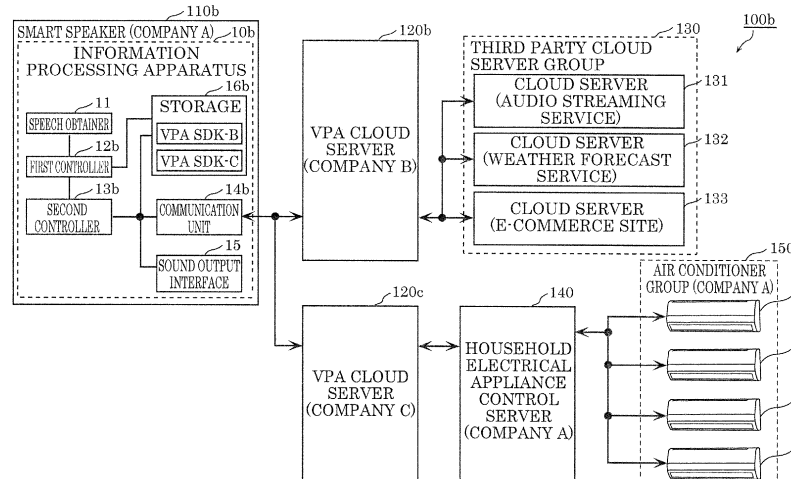 110b
SMART SPEAKER (COMPANY A)
10b
INFORMATION
PROCESSING APPARATUS
16b
STORAGE
VPA SDK-B
VPA SDK-C
11
SPEECH OBTAINER
12b
FIRST CONTROLLER
13b
SECOND
CONTROLLER
14b
COMMUNICATION
UNIT
15
SOUND OUTPUT
INTERFACE
120b
VPA CLOUD
SERVER
(COMPANY B)
130
100b
THIRD PARTY CLOUD
SERVER GROUP
131
CLOUD SERVER
(AUDIO STREAMING
SERVICE)
132
CLOUD SERVER
(WEATHER FORECAST
SERVICE)
133
CLOUD SERVER
(E-COMMERCE SITE)
120c
VPA CLOUD
SERVER
(COMPANY C)
140
HOUSEHOLD
ELECTRICAL
APPLIANCE
CONTROL
SERVER
(COMPANY A)
150
AIR CONDITIONER
GROUP (COMPANY A)